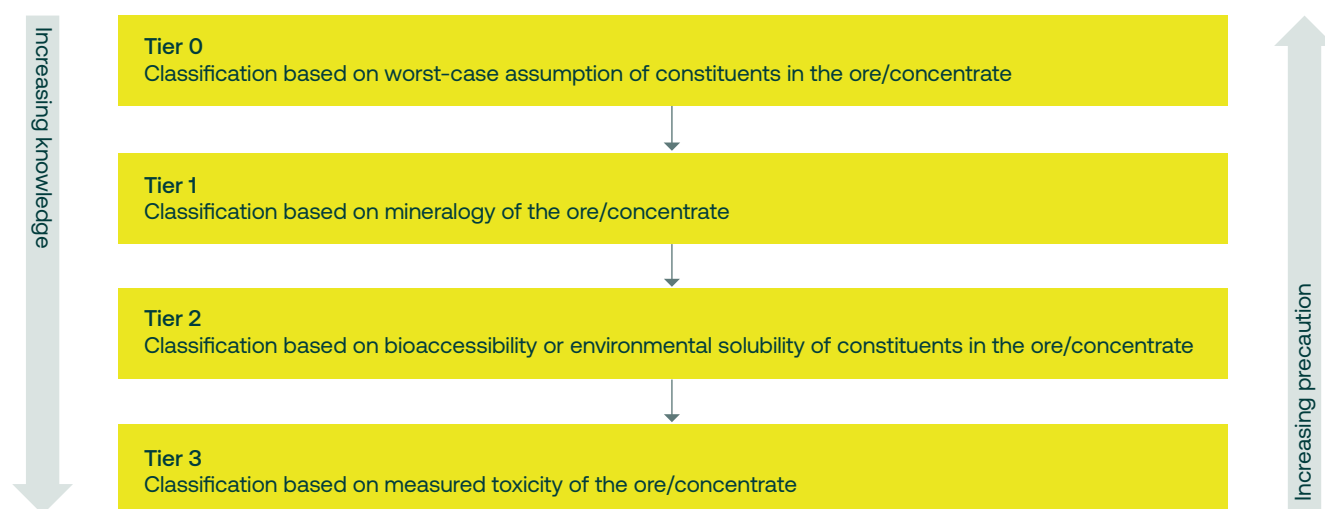 Increasing knowledge
Tier 0
Classification based on worst-case assumption of constituents in the ore/concentrate
Tier 1
Classification based on mineralogy of the ore/concentrate
Tier 2
Classification based on bioaccessibility or environmental solubility of constituents in the ore/concentrate
Tier 3
Classification based on measured toxicity of the ore/concentrate
Increasing precaution